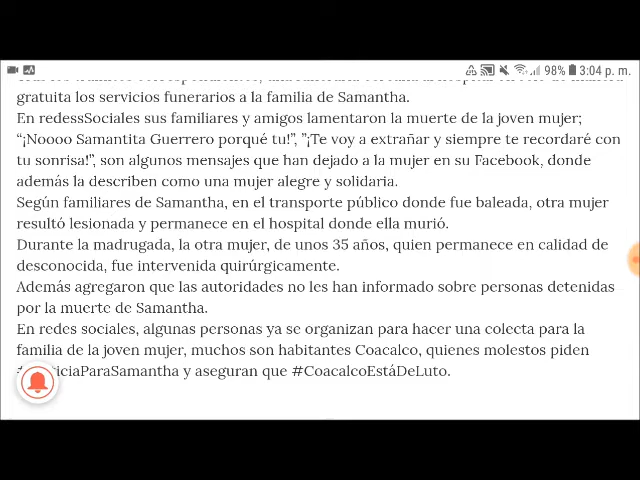 98% 3:04 p. m.
gratuita los servicios funerarios a la familia de Samantha.
En redessSociales sus familiares y amigos lamentaron la muerte de la joven mujer;
“¡Noooo Samantita Guerrero porqué tu!”, ”¡Te voy a extrañar y siempre te recordaré con
tu sonrisa!”, son algunos mensajes que han dejado a la mujer en su Facebook, donde
además la describen como una mujer alegre y solidaria.
Según familiares de Samantha, en el transporte público donde fue baleada, otra mujer
resultó lesionada y permanece en el hospital donde ella murió.
Durante la madrugada, la otra mujer, de unos 35 años, quien permanece en calidad de
desconocida, fue intervenida quirúrgicamente.
Además agregaron que las autoridades no les han informado sobre personas detenidas
por la muerte de Samantha.
En redes sociales, algunas personas ya se organizan para hacer una colecta para la
familia de la joven mujer, muchos son habitantes Coacalco, quienes molestos piden
y aseguran que #CoacalcoEstáDeLuto.